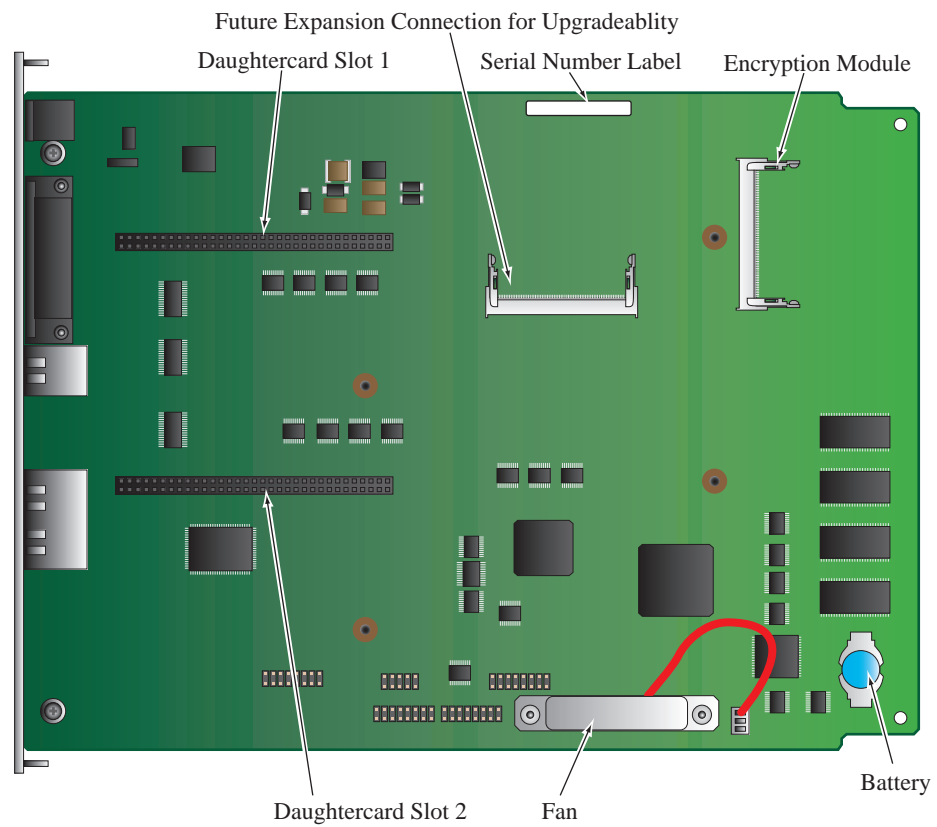 Future Expansion Connection for Upgradeablity
Daughtercard Slot 1
Serial Number Label
Encryption Module
Battery
Daughtercard Slot 2
Fan